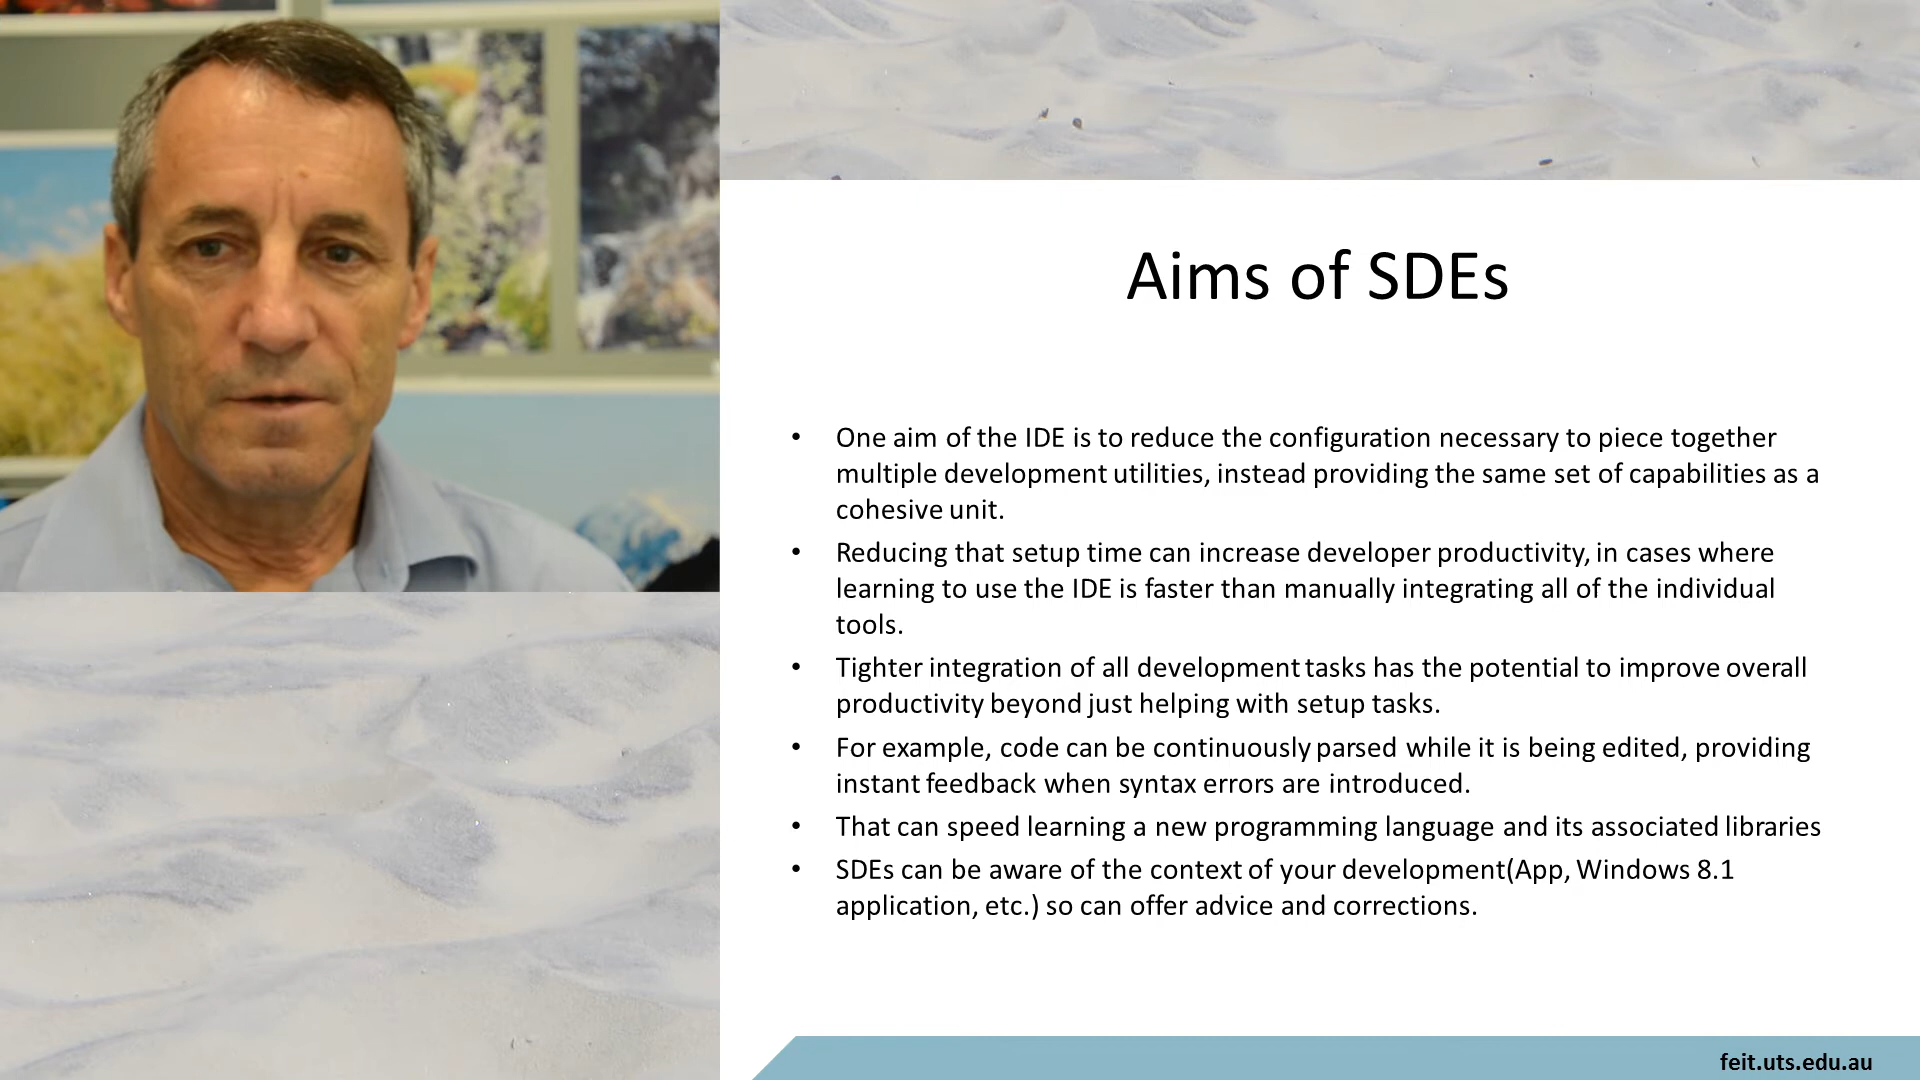 Aims of SDEs
• One aim of the IDE is to reduce the configuration necessary to piece together
multiple development utilities, instead providing the same set of capabilities as a
cohesive unit.
• Reducing that setup time can increase developer productivity, in cases where
learning to use the IDE is faster than manually integrating all of the individual
tools.
• Tighter integration of all development tasks has the potential to improve overall
productivity beyond just helping with setup tasks.
• For example, code can be continuously parsed while it is being edited, providing
instant feedback when syntax errors are introduced.
• That can speed learning a new programming language and its associated libraries
• SDEs can be aware of the context of your development(App, Windows 8.1
application, etc.) so can offer advice and corrections.
feit.uts.edu.au